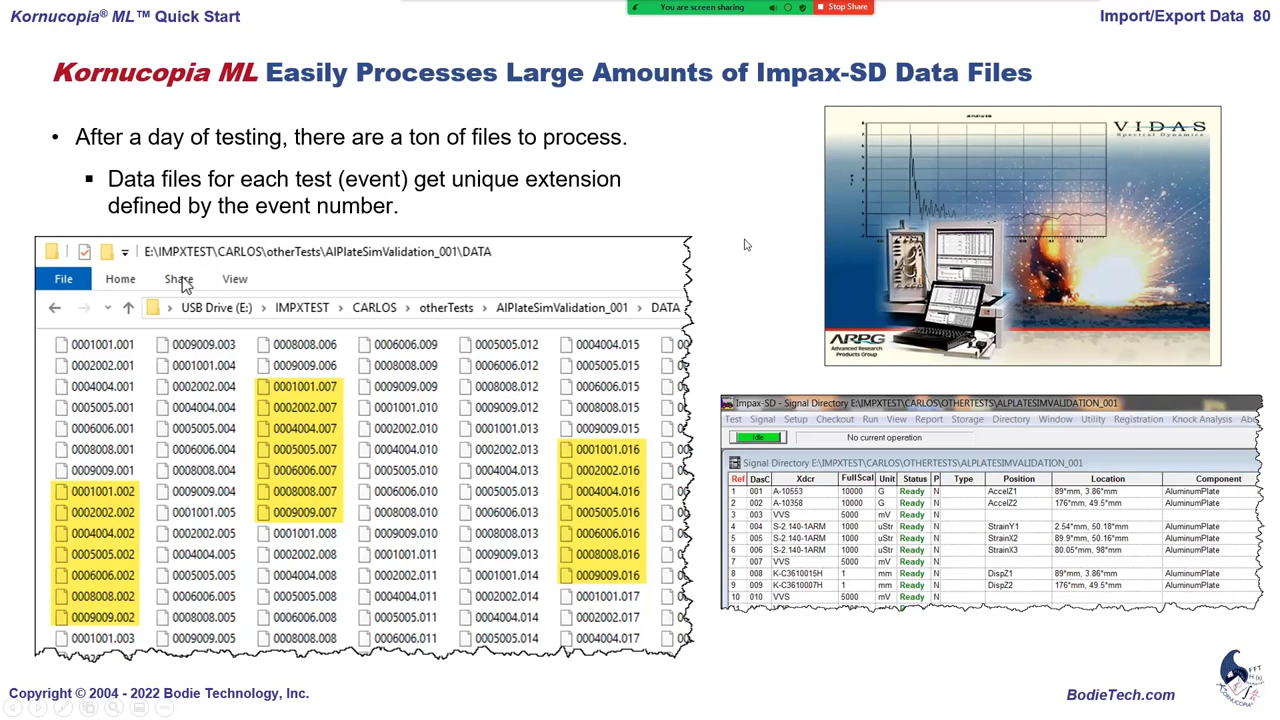 You are screen sharing
Stop Share
Kornucopia® ML™ Quick Start
Import/Export Data 80
Kornucopia ML Easily Processes Large Amounts of Impax-SD Data Files
• After a day of testing, there are a ton of files to process.
▪ Data files for each test (event) get unique extension
defined by the event number.
E:\IMPXTEST\CARLOS\otherTests\AlPlateSimValidation_001\DATA
File Home Share View
USB Drive (E:) > IMPXTEST > CARLOS > otherTests > AlPlateSimValidation_001 > DATA
0001001.001 0009009.003 0008008.006 0006006.009 0005005.012 0004004.015
0002002.001 0001001.004 0009009.006 0008008.009 0006006.012 0005005.015
0004004.001 0002002.004 0001001.007 0009009.009 0008008.012 0006006.015
0005005.001 0004004.004 0002002.007 0001001.010 0009009.012 0008008.015
0006006.001 0005005.004 0004004.007 0002002.010 0001001.013 0009009.015
0008008.001 0006006.004 0005005.007 0004004.010 0002002.013 0001001.016
0009009.001 0008008.004 0006006.007 0005005.010 0004004.013 0002002.016
0001001.002 0009009.004 0008008.007 0006006.010 0005005.013 0004004.016
0002002.002 0001001.005 0009009.007 0008008.010 0006006.013 0005005.016
0004004.002 0002002.005 0001001.008 0009009.010 0008008.013 0006006.016
0005005.002 0004004.005 0002002.008 0001001.011 0009009.013 0008008.016
0006006.002 0005005.005 0004004.008 0002002.011 0001001.014 0009009.016
0008008.002 0006006.005 0005005.008 0004004.011 0002002.014 0001001.017
0009009.002 0008008.005 0006006.008 0005005.011 0004004.014 0002002.017
0001001.003 0009009.005 0008008.008 0006006.011 0005005.014 0004004.017
VIDAS
Spectral Dynamics
ARPG
Advanced Research
Products Group
Impax-SD - Signal Directory E:\IMPXTEST\CARLOS\OTHERTESTS\ALPLATESIMVALIDATION_001
Test Signal Setup Checkout Run View Report Storage Directory Window Utility Registration Knock Analysis
Idle No current operation
Signal Directory E:\IMPXTEST\CARLOS\OTHERTESTS\ALPLATESIMVALIDATION_001
Ref DasC Xdcr FullScal Unit Status P Type Position Location Component
1 001 A-10553 10000 G Ready N AccelZ1 89*mm, 3.86*mm AluminumPlate
2 002 A-10358 10000 G Ready N AccelZ2 176*mm, 49.5*mm AluminumPlate
3 003 VVS 5000 mV Ready N
4 004 S-2.140-1ARM 1000 uStr Ready N StrainY1 2.54*mm, 50.18*mm AluminumPlate
5 005 S-2.140-1ARM 1000 uStr Ready N StrainX2 89.9*mm, 50.16*mm AluminumPlate
6 006 S-2.140-1ARM 1000 uStr Ready N StrainX3 80.05*mm, 98*mm AluminumPlate
7 007 VVS 5000 mV Ready N
8 008 K-C3610015H 1 mm Ready N DispZ1 89*mm, 3.86*mm AluminumPlate
9 009 K-C3610007H 1 mm Ready N DispZ2 176*mm, 49.5*mm AluminumPlate
10 010 VVS 5000 mV Ready N
Copyright © 2004 - 2022 Bodie Technology, Inc.
BodieTech.com